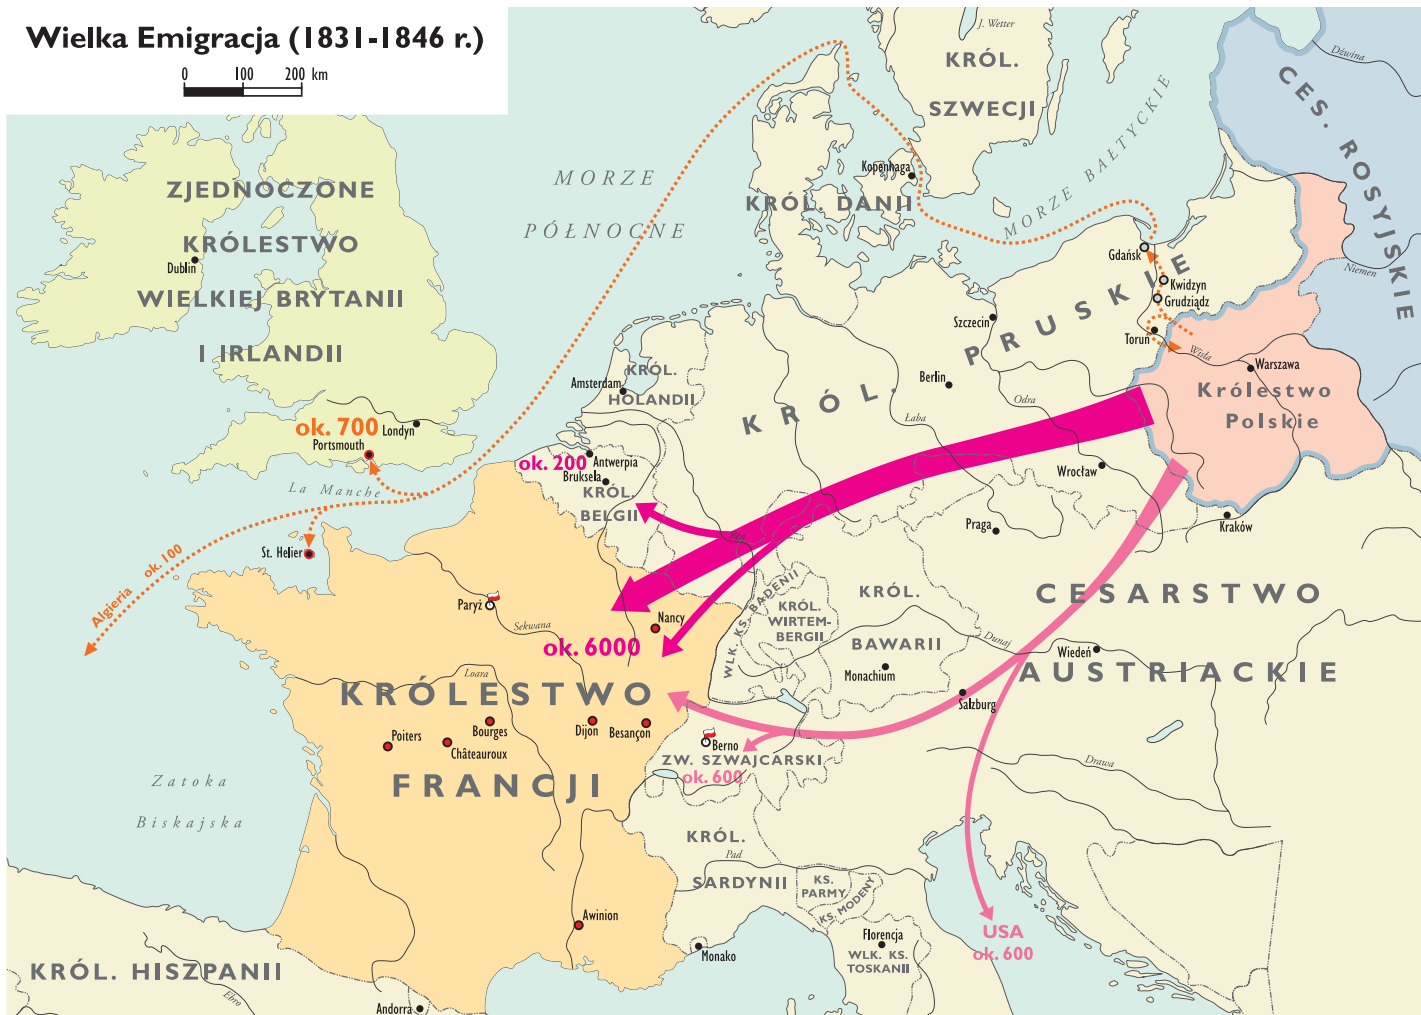 Wielka Emigracja (1831-1846 r.)
0 100 200 km
J. Wetter
KRÓL.
SZWECJI
Dźwina
CES. ROSYJSKIE
MORZE
PÓŁNOCNE
MORZE BAŁTYCKIE
Kopenhaga
KRÓL. DANII
ZJEDNOCZONE
KRÓLESTWO
WIELKIEJ BRYTANII
I IRLANDII
Dublin
Gdańsk
Kwidzyn
Grudziądz
Toruń
Niemen
Wisła
Warszawa
Królestwo
Polskie
Szczecin
KRÓL. PRUSKIE
Berlin
Łaba
Odra
Wrocław
Amsterdam
KRÓL.
HOLANDII
ok. 700
Portsmouth
Londyn
La Manche
ok. 200
Antwerpia
Bruksela
KRÓL.
BELGII
Ren
Praga
Kraków
St. Helier
ok. 100
Algieria
Paryż
Sekwana
Nancy
ok. 6000
WLK. KS. BADENII
KRÓL.
WIRTEM-
BERGII
KRÓL.
BAWARII
Monachium
CESARSTWO
AUSTRIACKIE
Dunaj
Wiedeń
Salzburg
Loara
KRÓLESTWO
FRANCJI
Poitiers
Bourges
Châteauroux
Dijon
Besançon
Berno
ZW. SZWAJCARSKI
ok. 600
Drawa
Zatoka
Biskajska
KRÓL.
SARDYNII
Pad
KS.
PARMY
KS. MODENY
Awinion
Monako
Florencja
WLK. KS.
TOSKANII
USA
ok. 600
KRÓL. HISZPANII
Ebro
Andorra